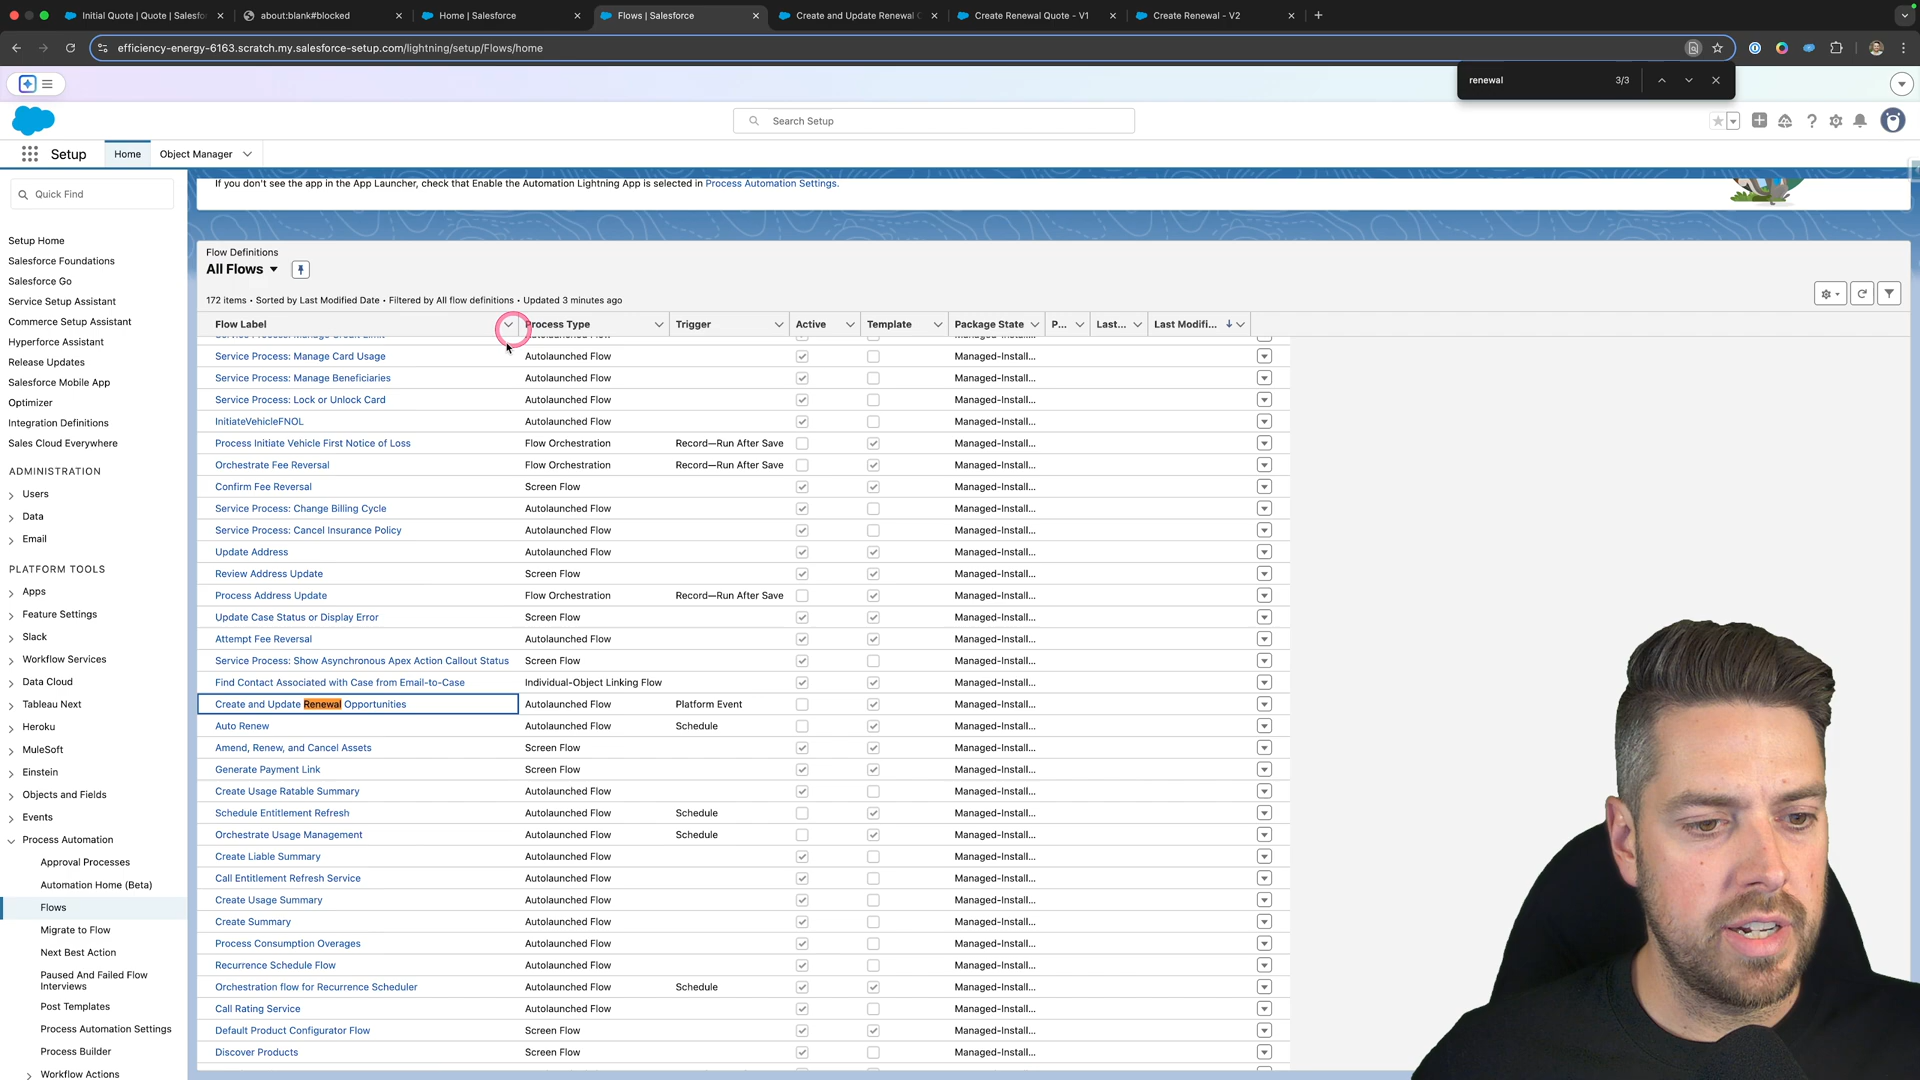 Initial Quote | Quote | Salesf
about:blank#blocked
Home | Salesforce
Flows | Salesforce
Create and Update Renewal
Create Renewal Quote - V1
Create Renewal - V2
efficiency-energy-6163.scratch.my.salesforce-setup.com/lightning/setup/Flows/home
renewal
3/3
Search Setup
Setup
Home
Object Manager
Quick Find
If you don't see the app in the App Launcher, check that Enable the Automation Lightning App is selected in Process Automation Settings.
Setup Home
Salesforce Foundations
Salesforce Go
Service Setup Assistant
Commerce Setup Assistant
Hyperforce Assistant
Release Updates
Salesforce Mobile App
Optimizer
Integration Definitions
Sales Cloud Everywhere
ADMINISTRATION
Users
Data
Email
PLATFORM TOOLS
Apps
Feature Settings
Slack
Workflow Services
Data Cloud
Tableau Next
Heroku
MuleSoft
Einstein
Objects and Fields
Events
Process Automation
Approval Processes
Automation Home (Beta)
Flows
Migrate to Flow
Next Best Action
Paused And Failed Flow
Interviews
Post Templates
Process Automation Settings
Process Builder
Workflow Actions
Flow Definitions
All Flows
172 items • Sorted by Last Modified Date • Filtered by All flow definitions • Updated 3 minutes ago
Flow Label Process Type Trigger Active Template Package State P... Last... Last Modifi...
Service Process: Manage Card Usage Autolaunched Flow Managed-Install...
Service Process: Manage Beneficiaries Autolaunched Flow Managed-Install...
Service Process: Lock or Unlock Card Autolaunched Flow Managed-Install...
InitiateVehicleFNOL Autolaunched Flow Managed-Install...
Process Initiate Vehicle First Notice of Loss Flow Orchestration Record—Run After Save Managed-Install...
Orchestrate Fee Reversal Flow Orchestration Record—Run After Save Managed-Install...
Confirm Fee Reversal Screen Flow Managed-Install...
Service Process: Change Billing Cycle Autolaunched Flow Managed-Install...
Service Process: Cancel Insurance Policy Autolaunched Flow Managed-Install...
Update Address Autolaunched Flow Managed-Install...
Review Address Update Screen Flow Managed-Install...
Process Address Update Flow Orchestration Record—Run After Save Managed-Install...
Update Case Status or Display Error Screen Flow Managed-Install...
Attempt Fee Reversal Autolaunched Flow Managed-Install...
Service Process: Show Asynchronous Apex Action Callout Status Screen Flow Managed-Install...
Find Contact Associated with Case from Email-to-Case Individual-Object Linking Flow Managed-Install...
Create and Update Renewal Opportunities Autolaunched Flow Platform Event Managed-Install...
Auto Renew Autolaunched Flow Schedule Managed-Install...
Amend, Renew, and Cancel Assets Screen Flow Managed-Install...
Generate Payment Link Screen Flow Managed-Install...
Create Usage Ratable Summary Autolaunched Flow Managed-Install...
Schedule Entitlement Refresh Autolaunched Flow Schedule Managed-Install...
Orchestrate Usage Management Autolaunched Flow Schedule Managed-Install...
Create Liable Summary Autolaunched Flow Managed-Install...
Call Entitlement Refresh Service Autolaunched Flow Managed-Install...
Create Usage Summary Autolaunched Flow Managed-Install...
Create Summary Autolaunched Flow Managed-Install...
Process Consumption Overages Autolaunched Flow Managed-Install...
Recurrence Schedule Flow Autolaunched Flow Managed-Install...
Orchestration flow for Recurrence Scheduler Autolaunched Flow Schedule Managed-Install...
Call Rating Service Autolaunched Flow Managed-Install...
Default Product Configurator Flow Screen Flow Managed-Install...
Discover Products Screen Flow Managed-Install...